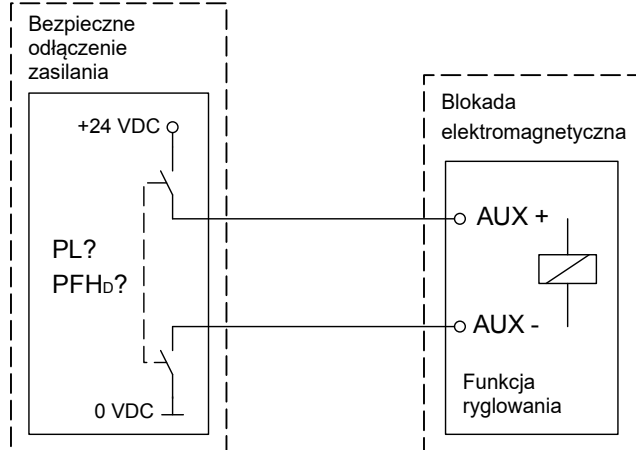 Bezpieczne
odłączenie
zasilania
+24 VDC
PL?
PFHD?
0 VDC
Blokada
elektromagnetyczna
AUX +
AUX -
Funkcja
ryglowania